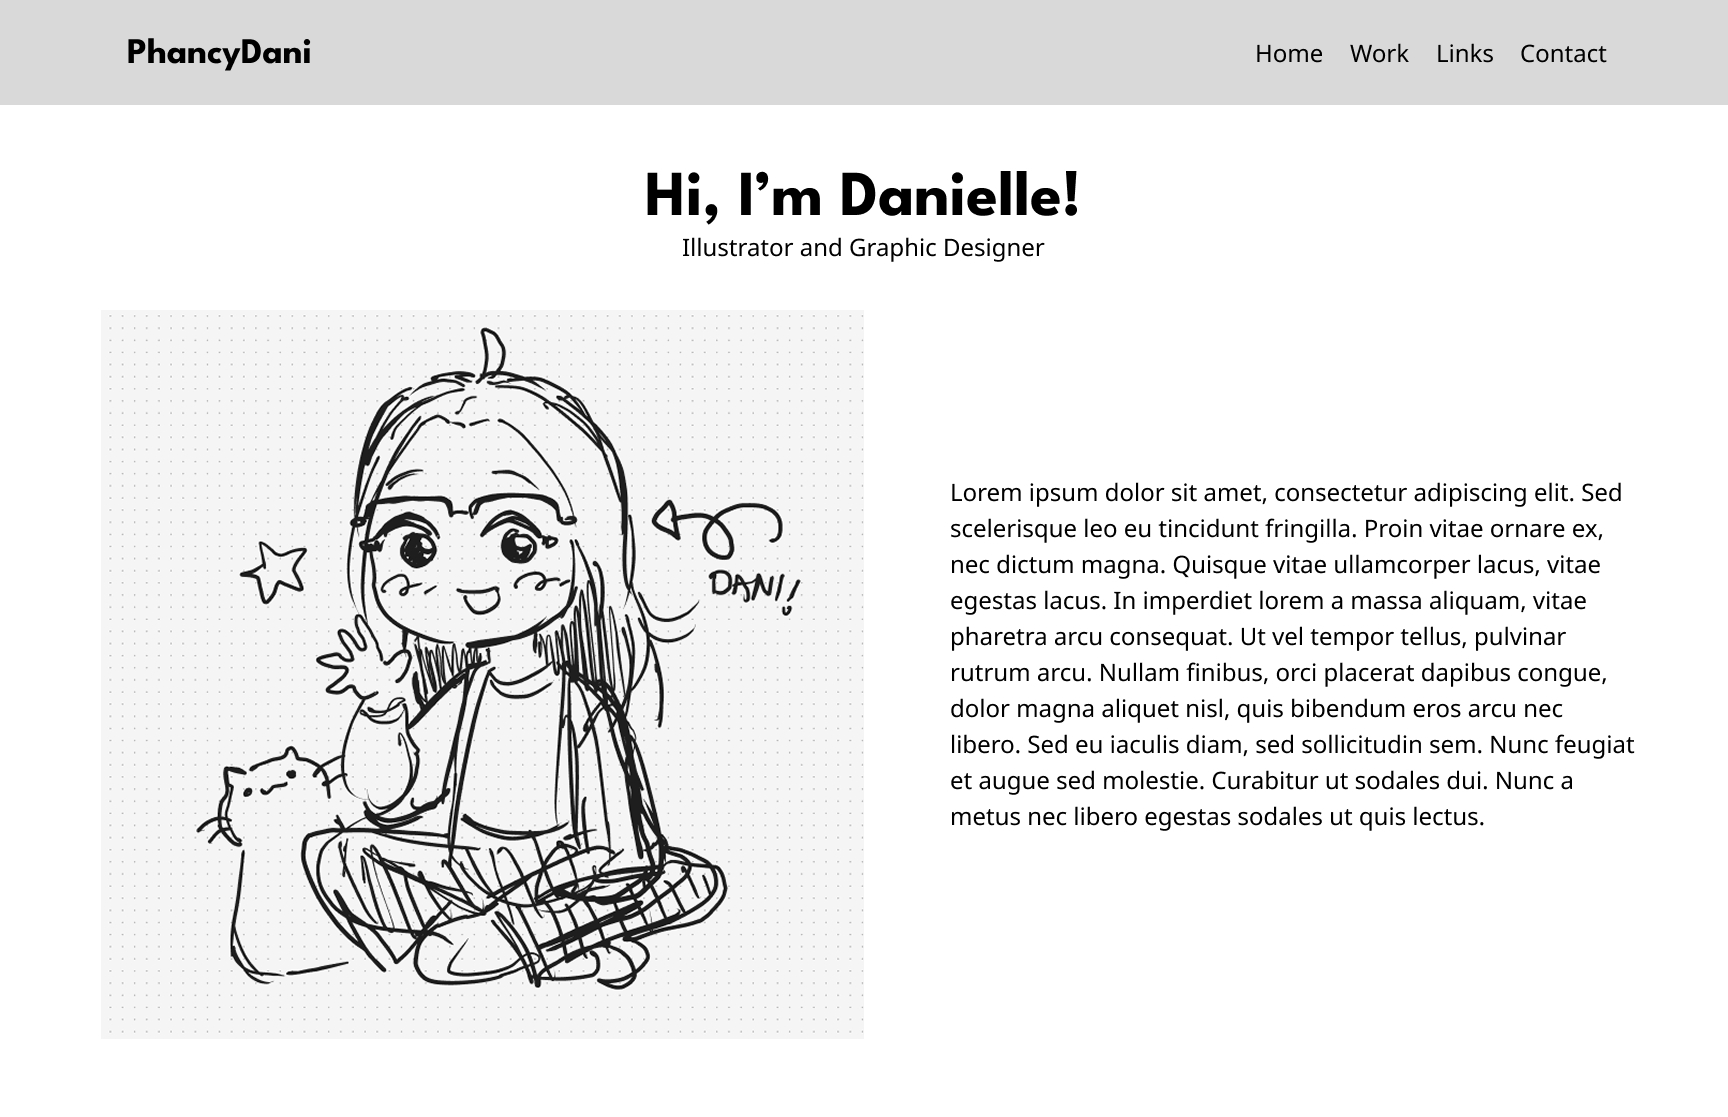 PhancyDani
Home Work Links Contact
Hi, I’m Danielle!
Illustrator and Graphic Designer
DANI!
Lorem ipsum dolor sit amet, consectetur adipiscing elit. Sed
scelerisque leo eu tincidunt fringilla. Proin vitae ornare ex,
nec dictum magna. Quisque vitae ullamcorper lacus, vitae
egestas lacus. In imperdiet lorem a massa aliquam, vitae
pharetra arcu consequat. Ut vel tempor tellus, pulvinar
rutrum arcu. Nullam finibus, orci placerat dapibus congue,
dolor magna aliquet nisl, quis bibendum eros arcu nec
libero. Sed eu iaculis diam, sed sollicitudin sem. Nunc feugiat
et augue sed molestie. Curabitur ut sodales dui. Nunc a
metus nec libero egestas sodales ut quis lectus.